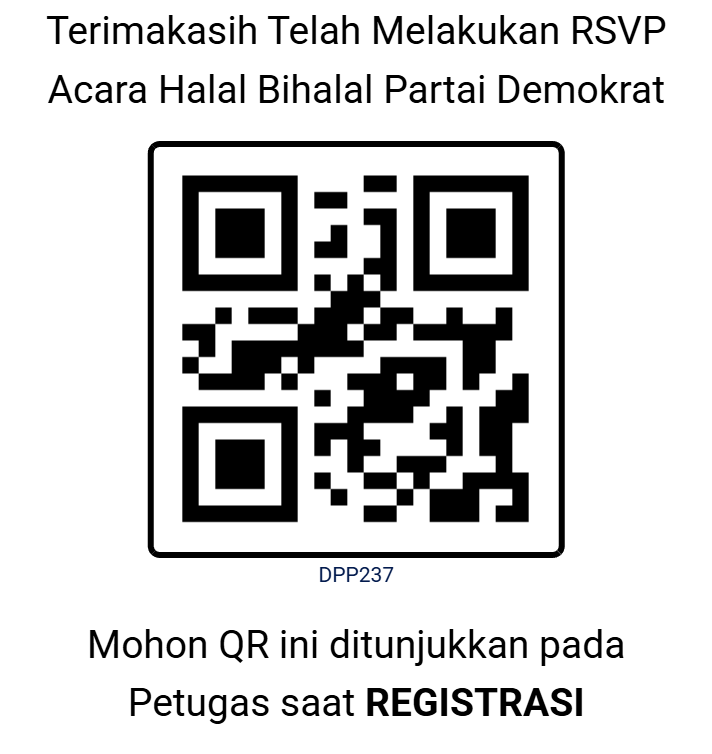 Terimakasih Telah Melakukan RSVP
Acara Halal Bihalal Partai Demokrat
DPP237
Mohon QR ini ditunjukkan pada
Petugas saat REGISTRASI